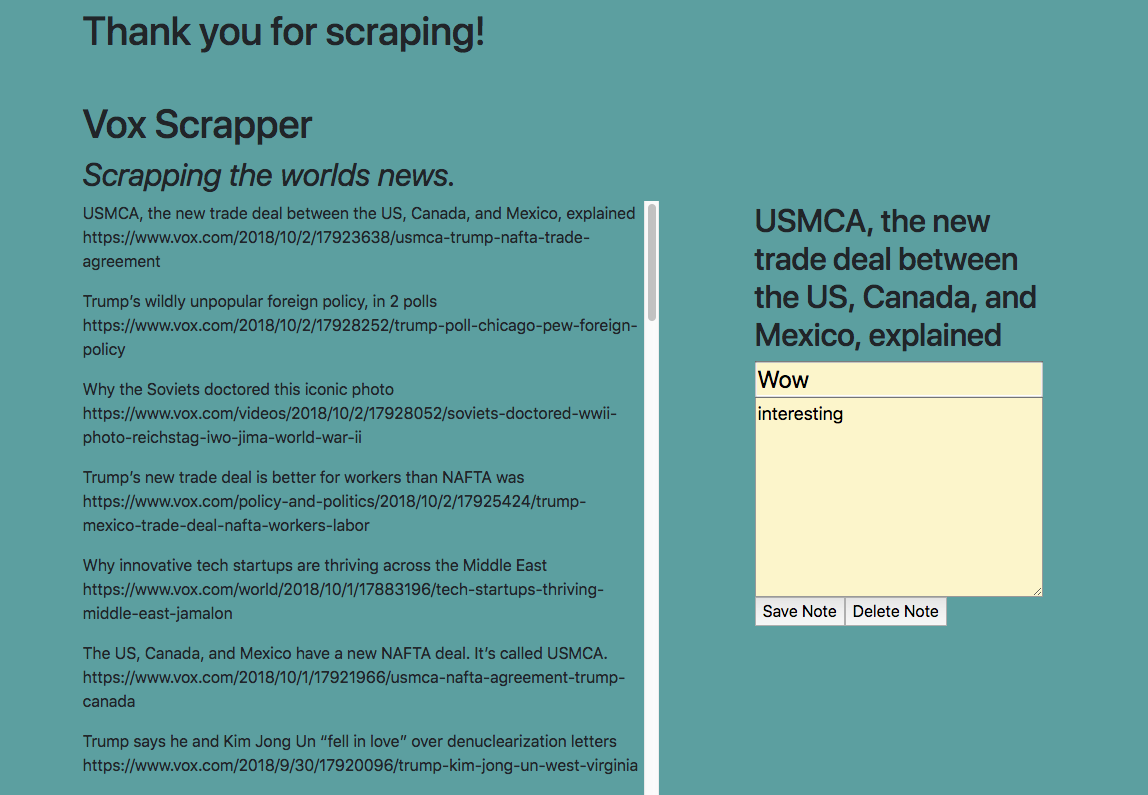 Thank you for scraping!
Vox Scrapper
Scrapping the worlds news.
USMCA, the new trade deal between the US, Canada, and Mexico, explained
https://www.vox.com/2018/10/2/17923638/usmca-trump-nafta-trade-
agreement
Trump’s wildly unpopular foreign policy, in 2 polls
https://www.vox.com/2018/10/2/17928252/trump-poll-chicago-pew-foreign-
policy
Why the Soviets doctored this iconic photo
https://www.vox.com/videos/2018/10/2/17928052/soviets-doctored-wwii-
photo-reichstag-iwo-jima-world-war-ii
Trump’s new trade deal is better for workers than NAFTA was
https://www.vox.com/policy-and-politics/2018/10/2/17925424/trump-
mexico-trade-deal-nafta-workers-labor
Why innovative tech startups are thriving across the Middle East
https://www.vox.com/world/2018/10/1/17883196/tech-startups-thriving-
middle-east-jamalon
The US, Canada, and Mexico have a new NAFTA deal. It’s called USMCA.
https://www.vox.com/2018/10/1/17921966/usmca-nafta-agreement-trump-
canada
Trump says he and Kim Jong Un “fell in love” over denuclearization letters
https://www.vox.com/2018/9/30/17920096/trump-kim-jong-un-west-virginia
USMCA, the new
trade deal between
the US, Canada, and
Mexico, explained
Wow
interesting
Save Note
Delete Note